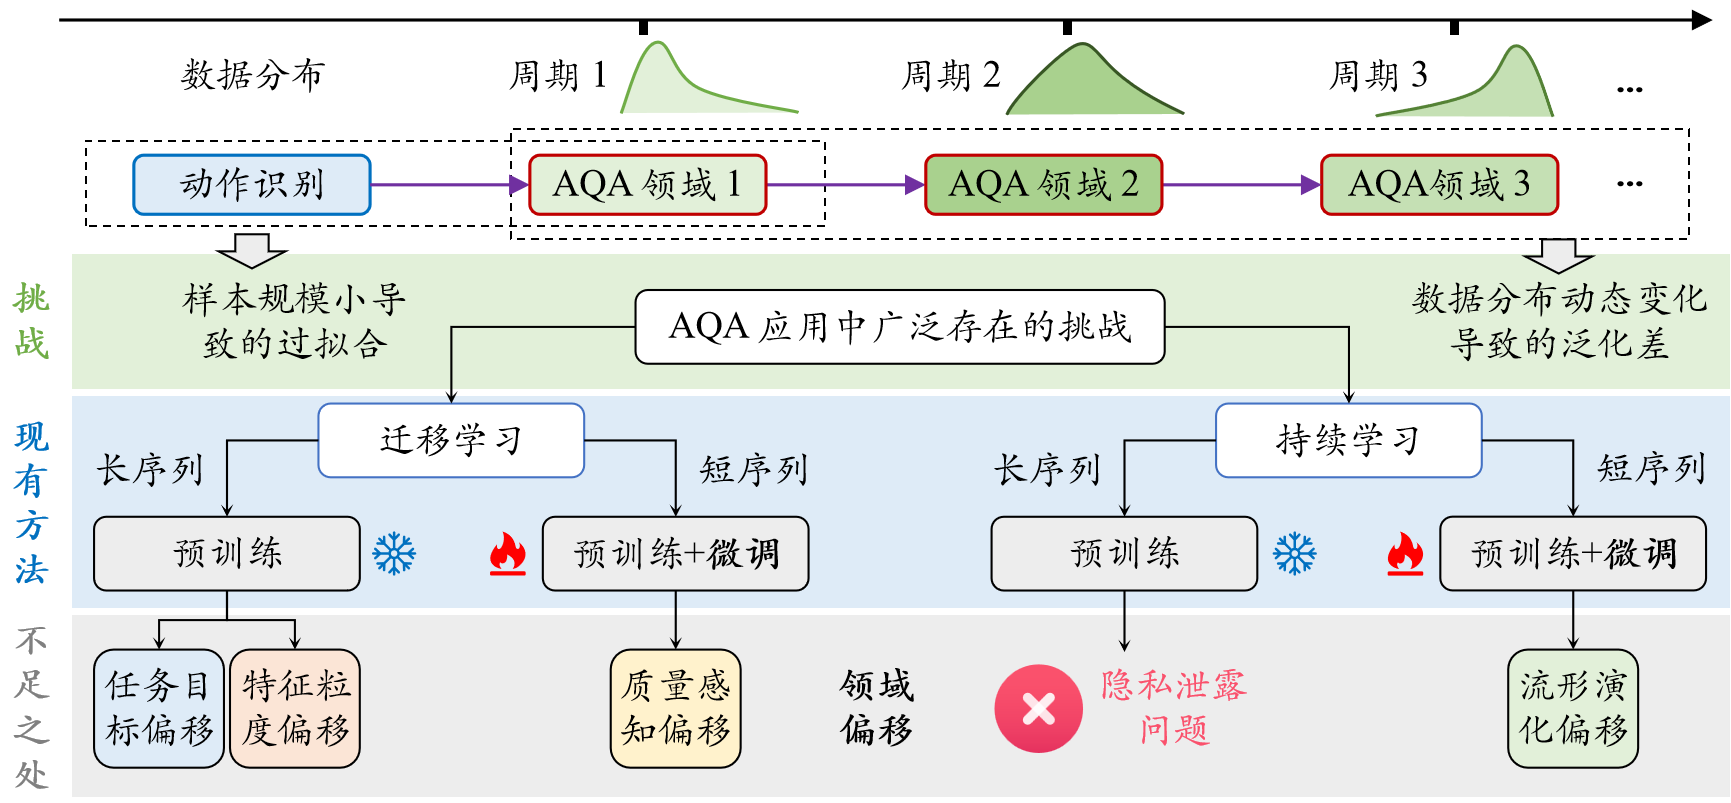 数据分布
周期 1
周期 2
周期 3
...
动作识别
AQA 领域 1
AQA 领域 2
AQA领域 3
...
挑战
样本规模小导
致的过拟合
AQA 应用中广泛存在的挑战
数据分布动态变化
导致的泛化差
现有方法
迁移学习
长序列
短序列
预训练
预训练+微调
持续学习
长序列
短序列
预训练
预训练+微调
不足之处
任务目
标偏移
特征粒
度偏移
质量感
知偏移
领域
偏移
隐私泄露
问题
流形演
化偏移